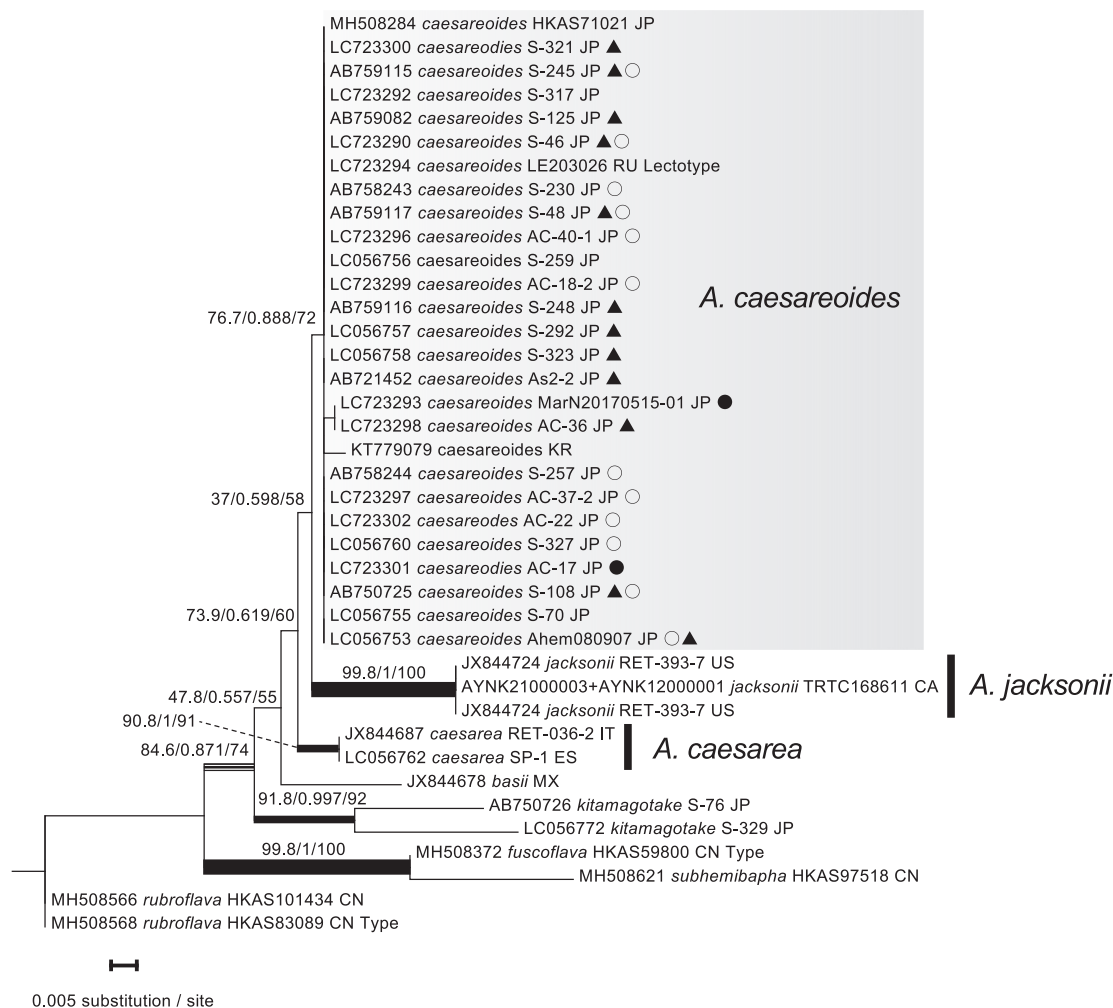 MH508284 caesareoides HKAS71021 JP
LC723300 caesareodies S-321 JP ▲
AB759115 caesareoides S-245 JP ▲○
LC723292 caesareoides S-317 JP
AB759082 caesareoides S-125 JP ▲
LC723290 caesareoides S-46 JP ▲○
LC723294 caesareoides LE203026 RU Lectotype
AB758243 caesareoides S-230 JP ○
AB759117 caesareoides S-48 JP ▲○
LC723296 caesareoides AC-40-1 JP ○
LC056756 caesareoides S-259 JP
LC723299 caesareoides AC-18-2 JP ○
A. caesareoides
AB759116 caesareoides S-248 JP ▲
76.7/0.888/72
LC056757 caesareoides S-292 JP ▲
LC056758 caesareoides S-323 JP ▲
AB721452 caesareoides As2-2 JP ▲
LC723293 caesareoides MarN20170515-01 JP ●
LC723298 caesareoides AC-36 JP ▲
KT779079 caesareoides KR
AB758244 caesareoides S-257 JP ○
37/0.598/58
LC723297 caesareoides AC-37-2 JP ○
LC723302 caesareodes AC-22 JP ○
LC056760 caesareoides S-327 JP ○
LC723301 caesareodies AC-17 JP ●
AB750725 caesareoides S-108 JP ▲○
73.9/0.619/60
LC056755 caesareoides S-70 JP
LC056753 caesareoides Ahem080907 JP ○▲
99.8/1/100
JX844724 jacksonii RET-393-7 US
AYNK21000003+AYNK12000001 jacksonii TRTC168611 CA
A. jacksonii
JX844724 jacksonii RET-393-7 US
47.8/0.557/55
90.8/1/91
JX844687 caesarea RET-036-2 IT
84.6/0.871/74
LC056762 caesarea SP-1 ES
A. caesarea
JX844678 basii MX
91.8/0.997/92
AB750726 kitamagotake S-76 JP
LC056772 kitamagotake S-329 JP
99.8/1/100
MH508372 fuscoflava HKAS59800 CN Type
MH508621 subhemibapha HKAS97518 CN
MH508566 rubroflava HKAS101434 CN
MH508568 rubroflava HKAS83089 CN Type
0.005 substitution / site